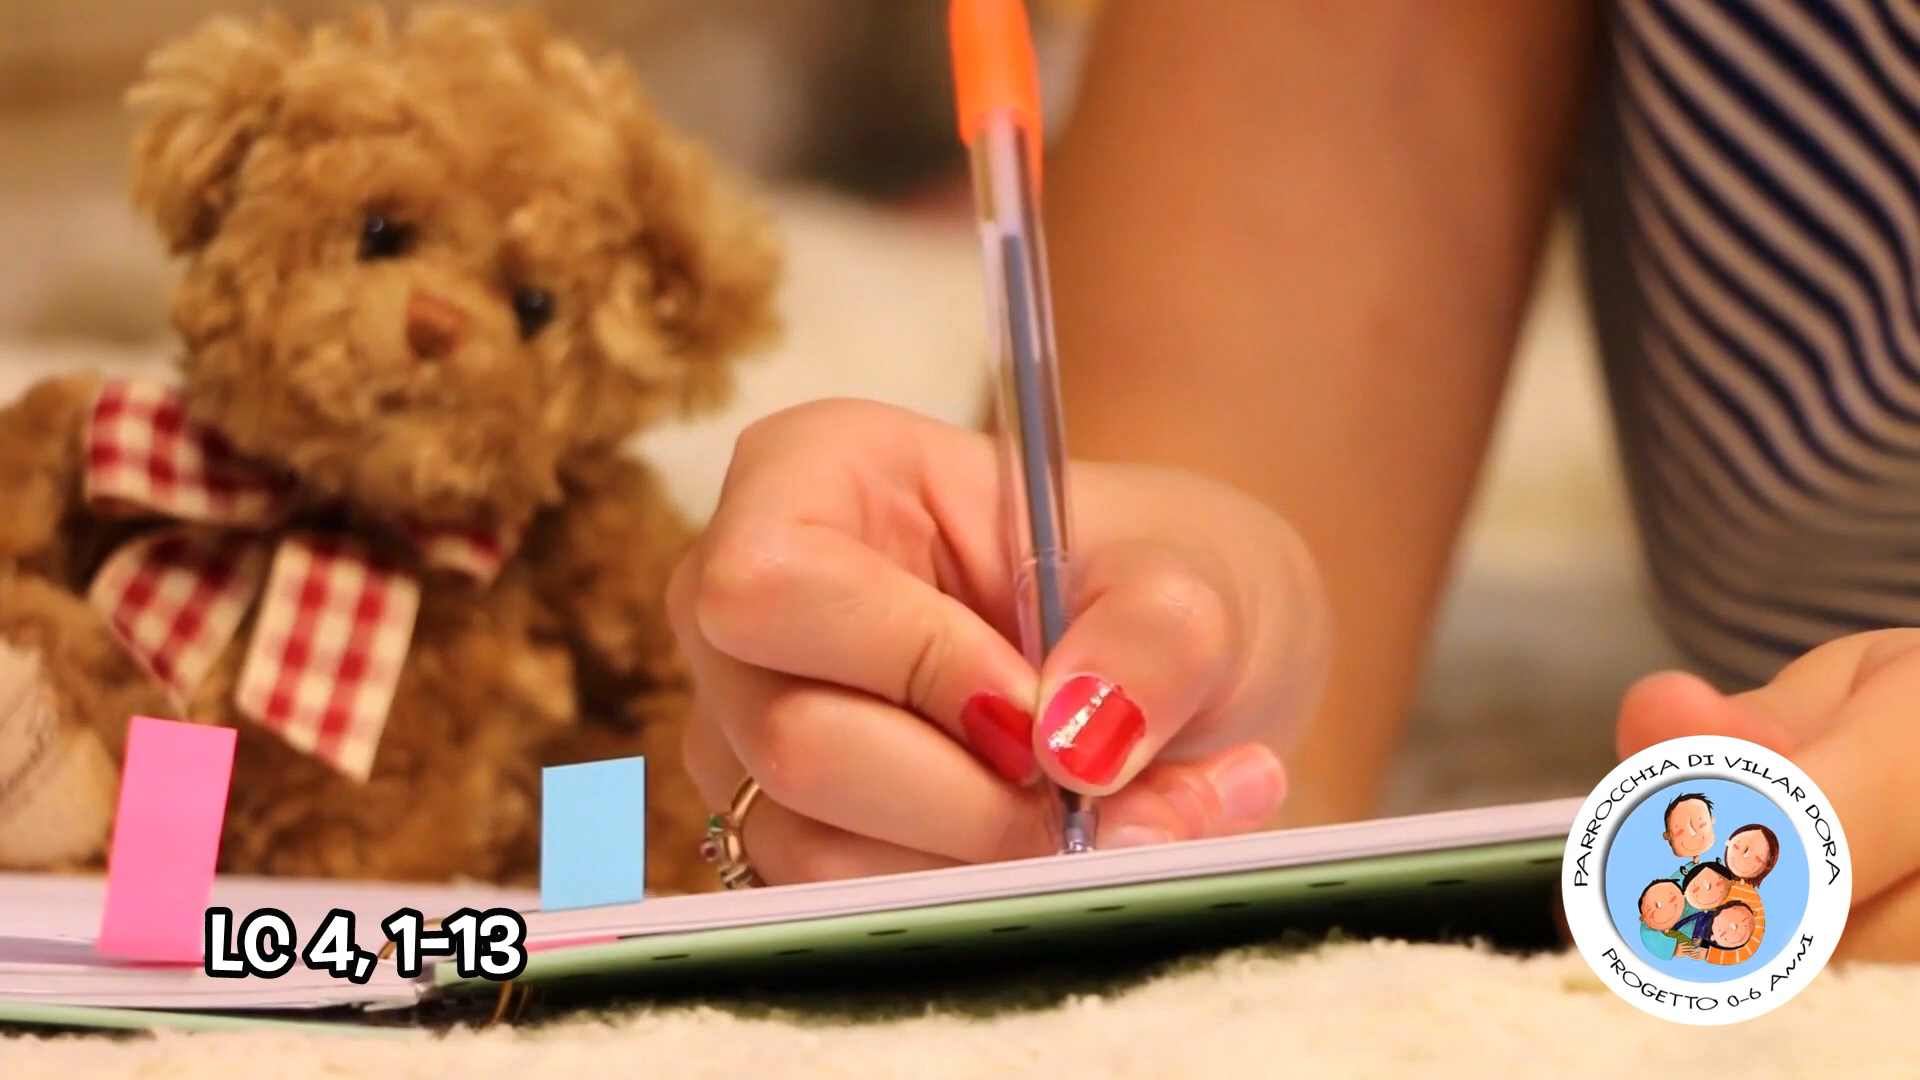 LC 4, 1-13
PARROCCHIA DI VILLAR DORA
PROGETTO 0-6 ANNI